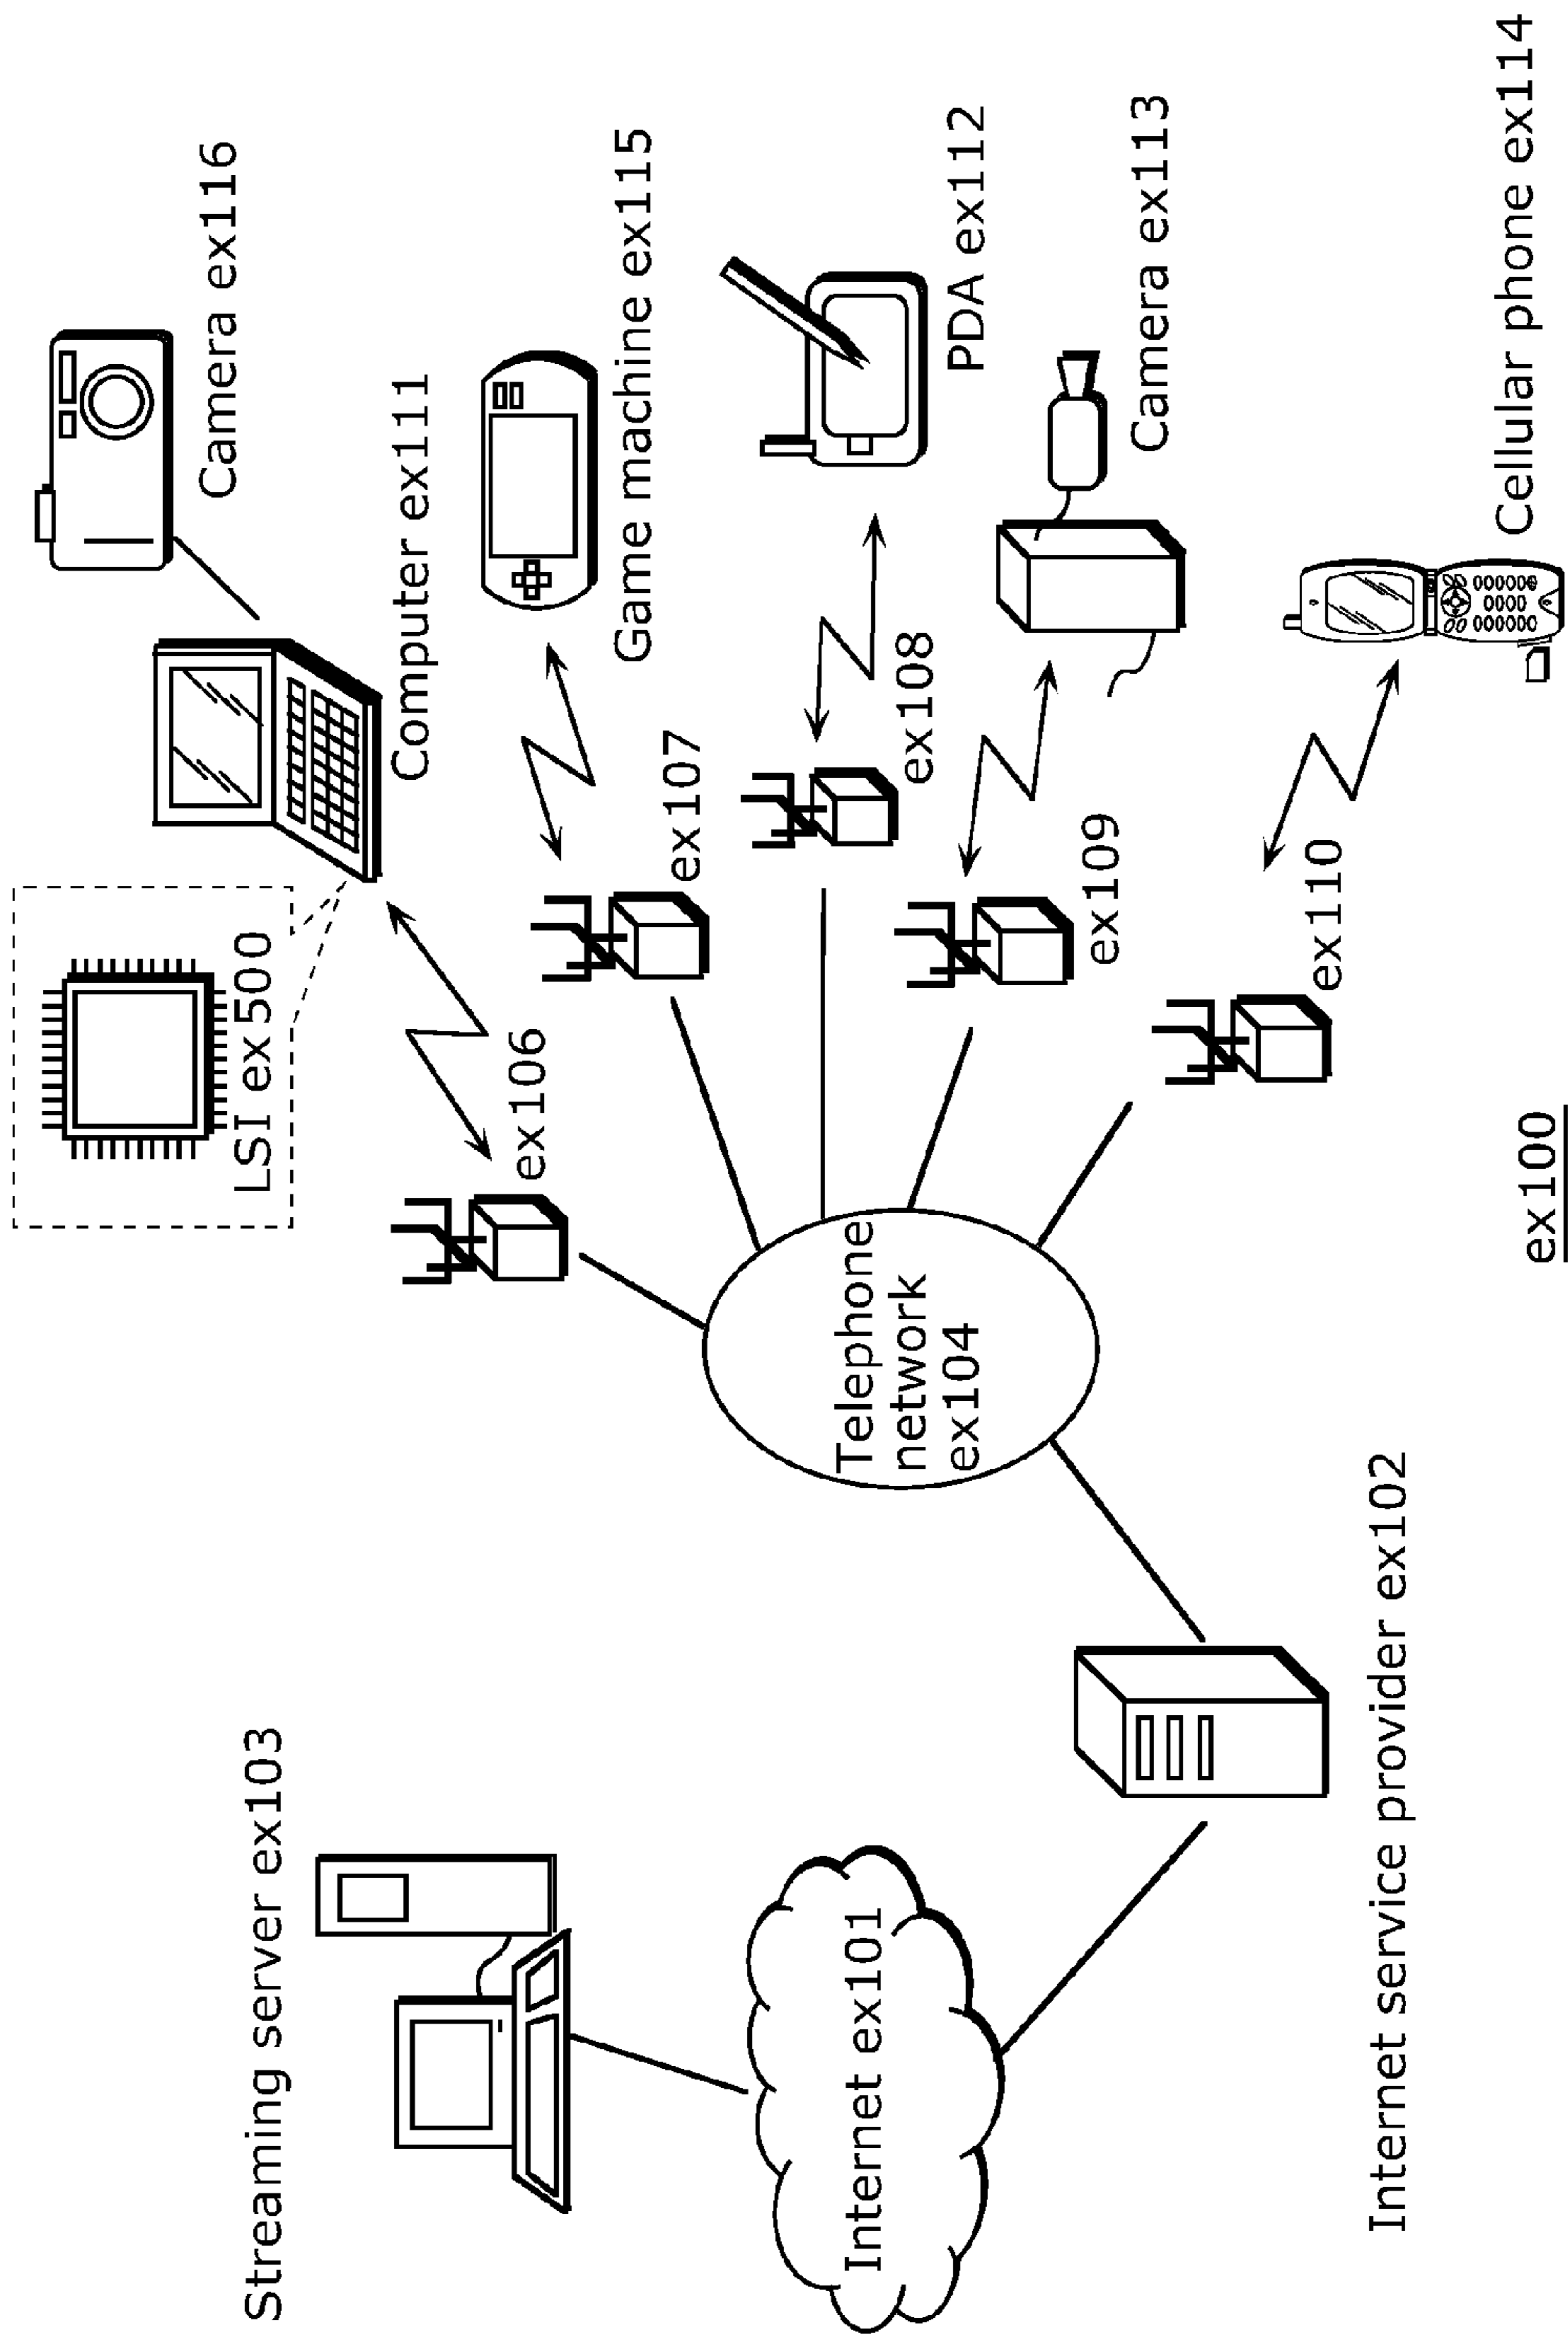 Streaming server ex103
Internet ex101
Internet service provider ex102
Telephone
network
ex104
LSI ex500
ex106
ex107
ex108
ex109
ex110
Camera ex116
Computer ex111
Game machine ex115
PDA ex112
Camera ex113
Cellular phone ex114
ex100